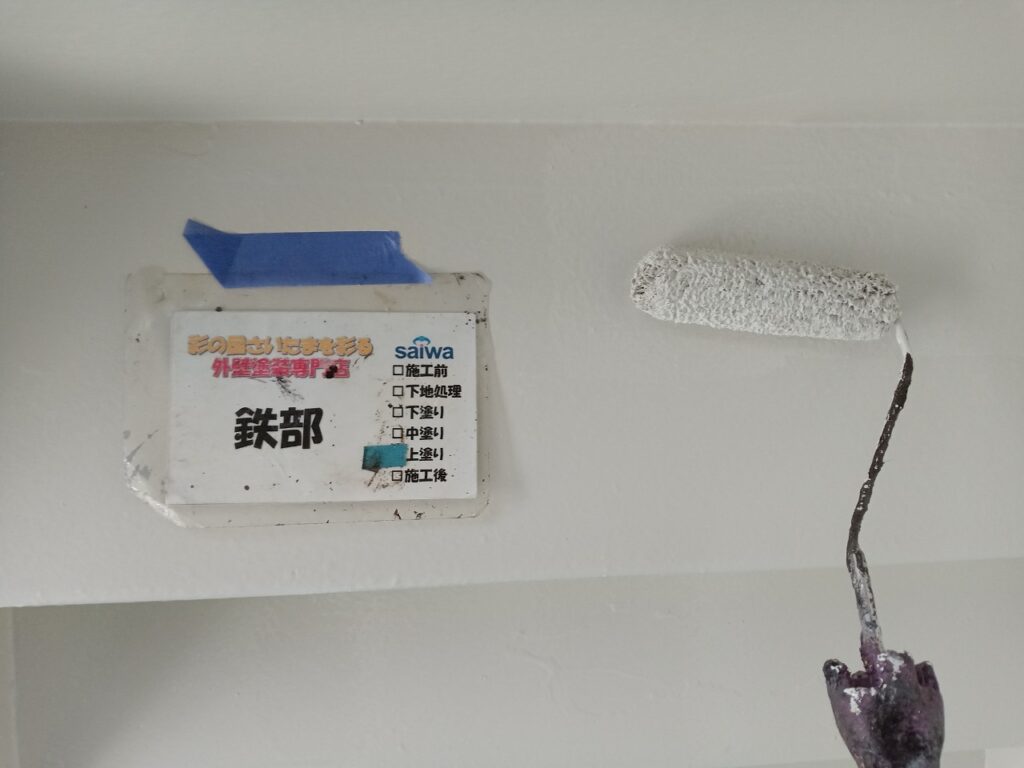 彩の国さいたまを彩る
外壁塗装専門店
鉄部
saiwa
□施工前
□下地処理
□下塗り
□中塗り
上塗り
□施工後